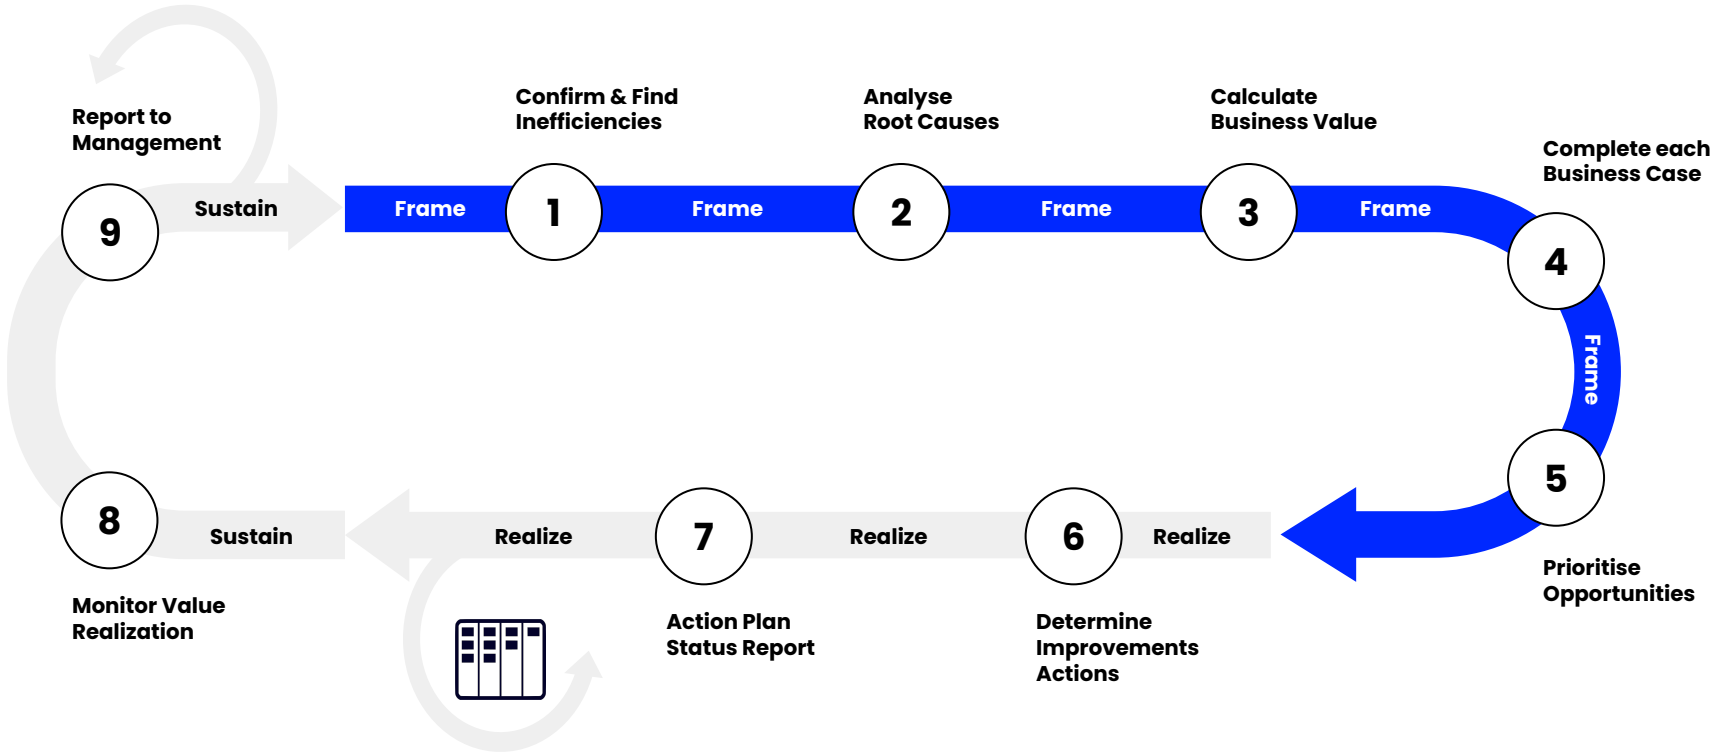 Report to
Management
9
Sustain
Confirm & Find
Inefficiencies
Frame
1
Frame
Analyse
Root Causes
2
Frame
Calculate
Business Value
3
Frame
Complete each
Business Case
4
Frame
5
Prioritise
Opportunities
Realize
6
Determine
Improvements
Actions
Realize
7
Action Plan
Status Report
Realize
Sustain
8
Monitor Value
Realization